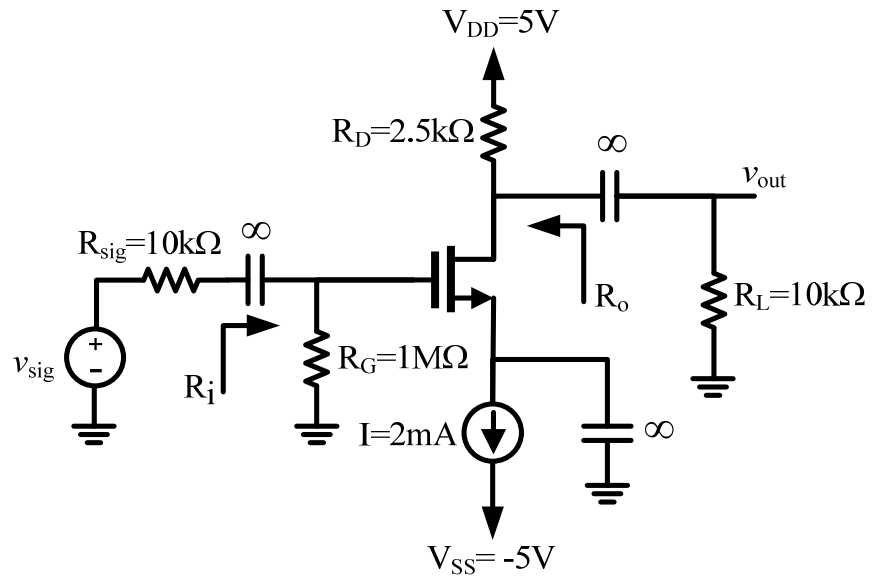 V_DD=5V
R_D=2.5kΩ
∞
v_out
R_sig=10kΩ
∞
R_o
R_L=10kΩ
v_sig
+
-
R_i
R_G=1MΩ
I=2mA
∞
V_SS= -5V